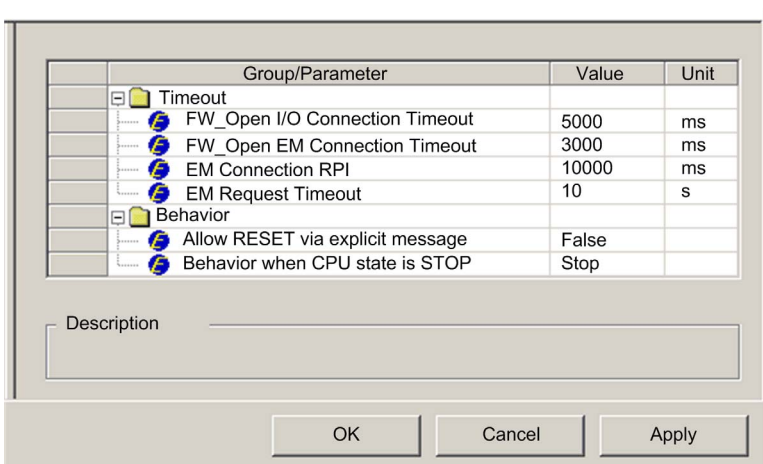 Group/Parameter Value Unit
Timeout
FW_Open I/O Connection Timeout 5000 ms
FW_Open EM Connection Timeout 3000 ms
EM Connection RPI 10000 ms
EM Request Timeout 10 s
Behavior
Allow RESET via explicit message False
Behavior when CPU state is STOP Stop
Description
OK Cancel Apply